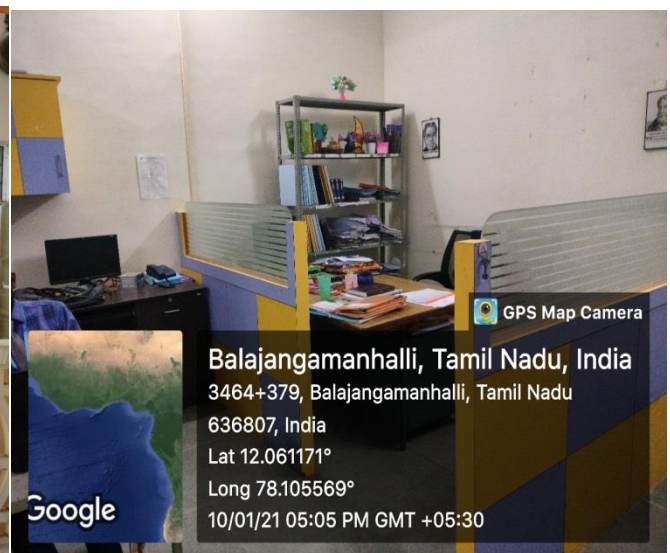 GPS Map Camera
Balajangamanhalli, Tamil Nadu, India
3464+379, Balajangamanhalli, Tamil Nadu
636807, India
Lat 12.061171°
Long 78.105569°
10/01/21 05:05 PM GMT +05:30
Google